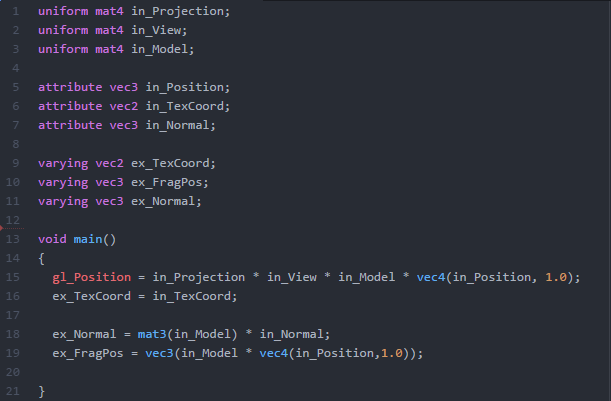 1 uniform mat4 in_Projection;
2 uniform mat4 in_View;
3 uniform mat4 in_Model;
4
5 attribute vec3 in_Position;
6 attribute vec2 in_TexCoord;
7 attribute vec3 in_Normal;
8
9 varying vec2 ex_TexCoord;
10 varying vec3 ex_FragPos;
11 varying vec3 ex_Normal;
12
13 void main()
14 {
15   gl_Position = in_Projection * in_View * in_Model * vec4(in_Position, 1.0);
16   ex_TexCoord = in_TexCoord;
17
18   ex_Normal = mat3(in_Model) * in_Normal;
19   ex_FragPos = vec3(in_Model * vec4(in_Position,1.0));
20
21 }